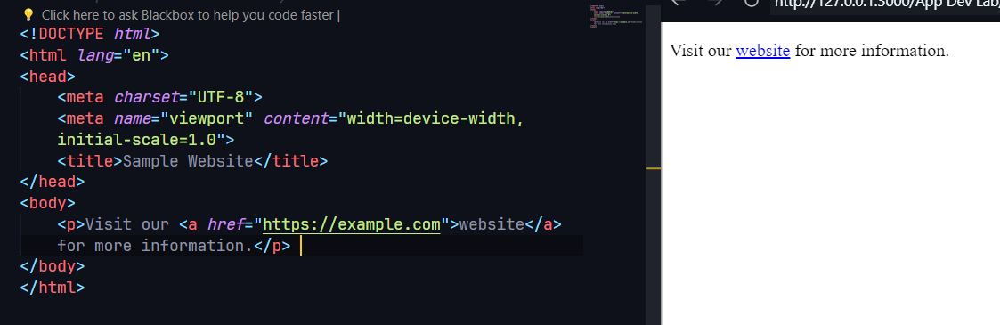 Click here to ask Blackbox to help you code faster |
<!DOCTYPE html>
<html lang="en">
<head>
<meta charset="UTF-8">
<meta name="viewport" content="width=device-width,
initial-scale=1.0">
<title>Sample Website</title>
</head>
<body>
<p>Visit our <a href="https://example.com">website</a>
for more information.</p>
</body>
</html>
http://127.0.0.1:3000/App Dev Lab/
Visit our website for more information.